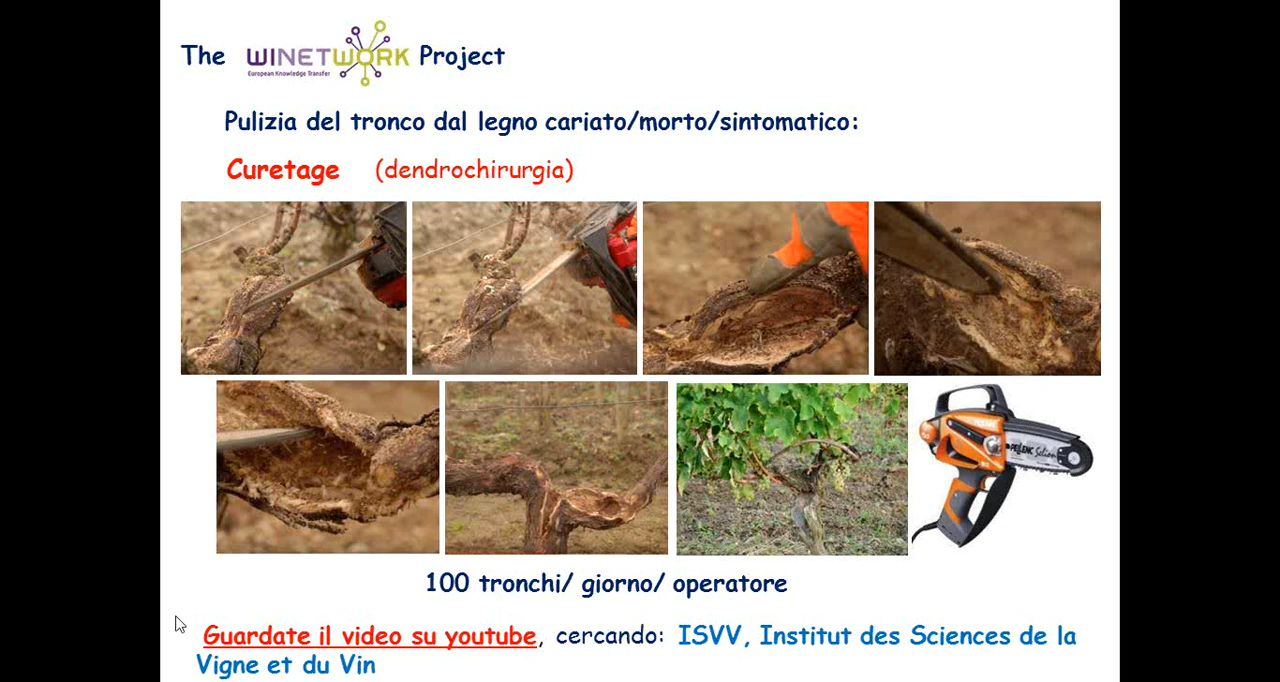 The WINETWORK Project
European Knowledge Transfer
Pulizia del tronco dal legno cariato/morto/sintomatico:
Curetage (dendrochirurgia)
PELLENC Selion
100 tronchi/ giorno/ operatore
Guardate il video su youtube, cercando: ISVV, Institut des Sciences de la
Vigne et du Vin